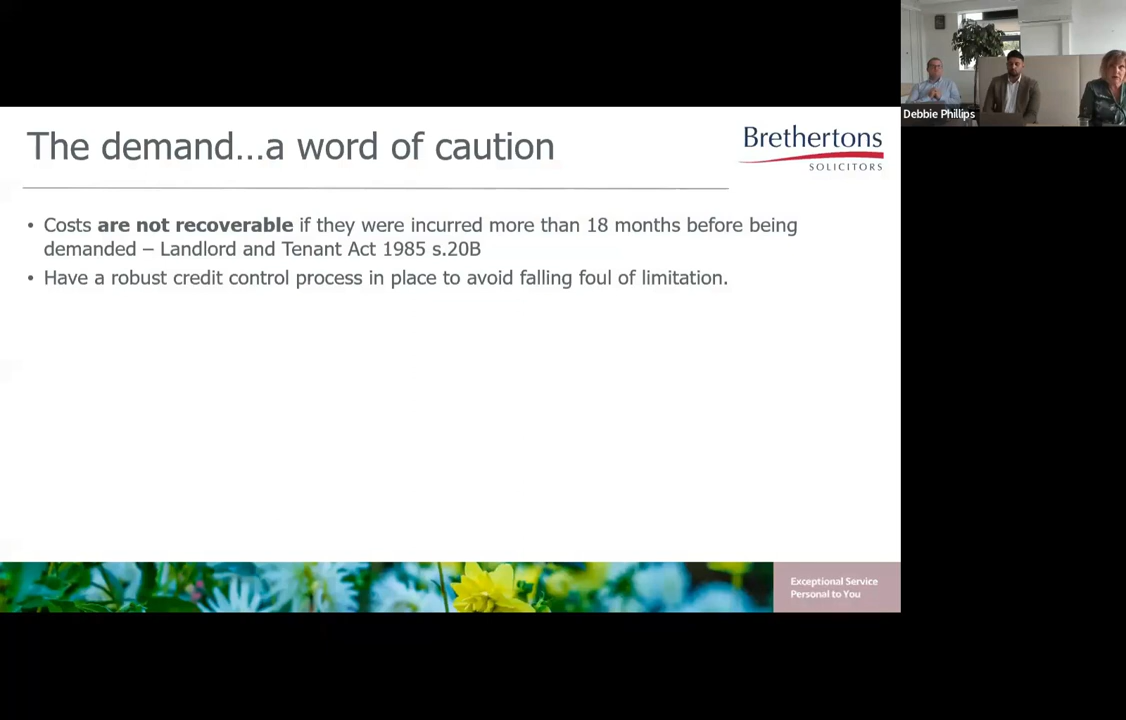 Debbie Phillips
The demand...a word of caution
Brethertons
SOLICITORS
• Costs are not recoverable if they were incurred more than 18 months before being
demanded – Landlord and Tenant Act 1985 s.20B
• Have a robust credit control process in place to avoid falling foul of limitation.
Exceptional Service
Personal to You